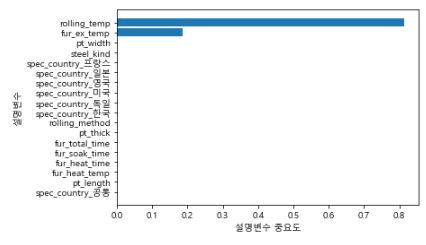 rolling_temp
fur_ex_temp
pt_width
steel_kind
spec_country_프랑스
spec_country_일본
spec_country_영국
spec_country_미국
spec_country_독일
spec_country_한국
rolling_method
pt_thick
fur_total_time
fur_soak_time
fur_heat_time
fur_heat_temp
pt_length
spec_country_공통
설명변수
0.0 0.1 0.2 0.3 0.4 0.5 0.6 0.7 0.8
설명변수 중요도